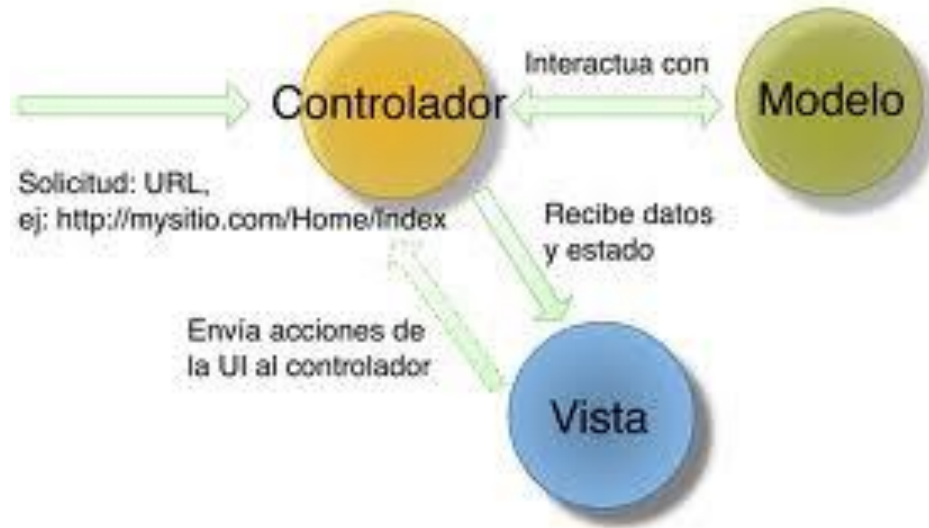 Interactua con
Controlador
Modelo
Solicitud: URL,
ej: http://mysitio.com/Home/Index
Recibe datos
y estado
Envía acciones de
la UI al controlador
Vista